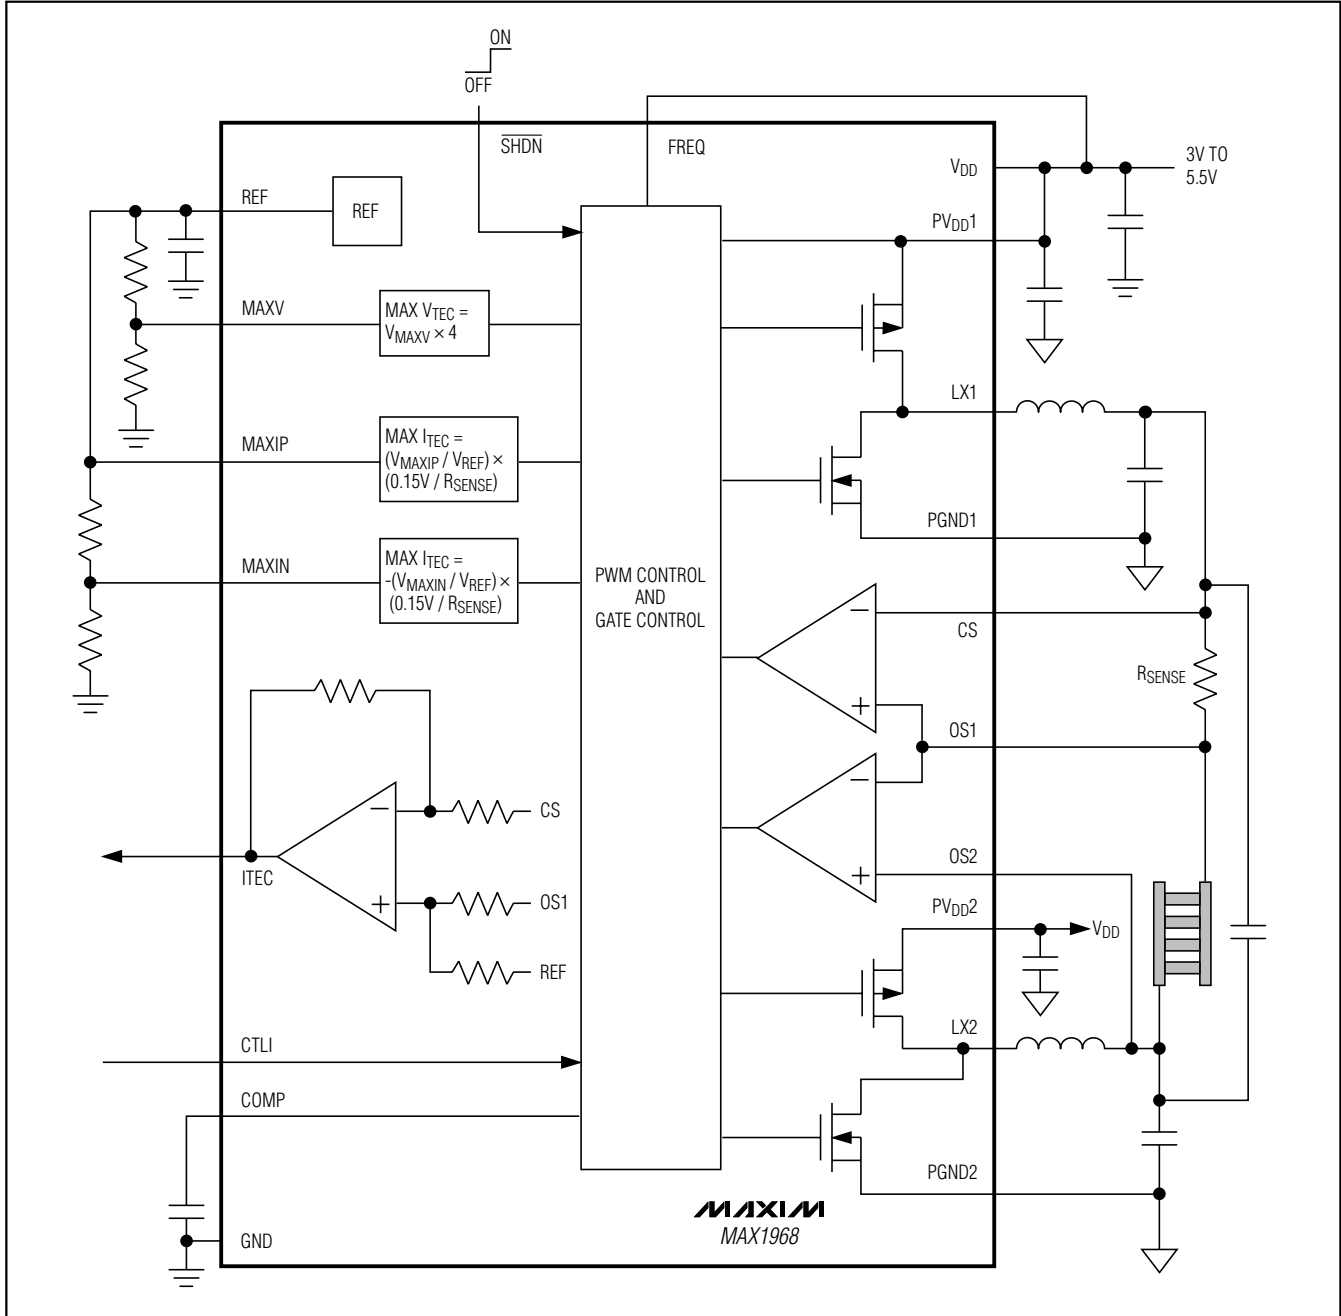 ON
OFF
SHDN
FREQ
VDD
3V TO
5.5V
REF
REF
PVDD1
MAXV
MAX VTEC =
VMAXV × 4
LX1
MAXIP
MAX ITEC =
(VMAXIP / VREF) ×
(0.15V / RSENSE)
PGND1
MAXIN
MAX ITEC =
-(VMAXIN / VREF) ×
(0.15V / RSENSE)
PWM CONTROL
AND
GATE CONTROL
−
CS
RSENSE
+
OS1
−
−
CS
OS2
ITEC
+
+
OS1
PVDD2
VDD
REF
LX2
CTLI
COMP
PGND2
MAXIM
MAX1968
GND